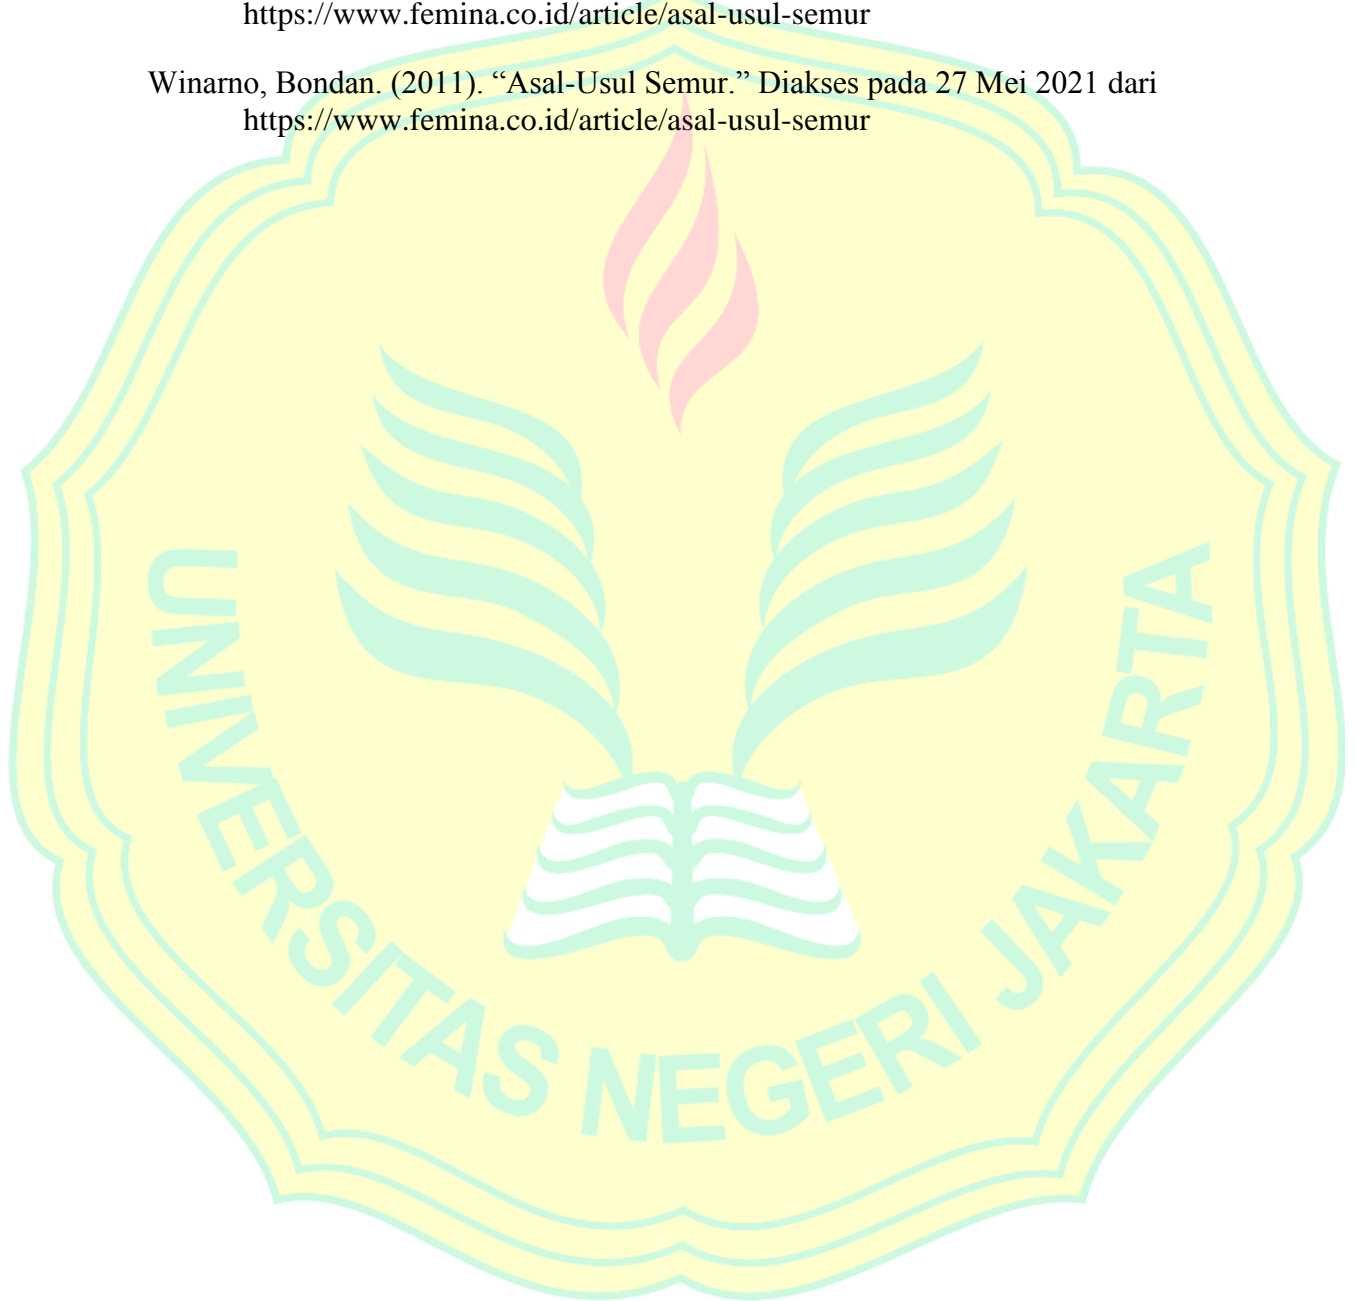 https://www.femina.co.id/article/asal-usul-semur
Winarno, Bondan. (2011). “Asal-Usul Semur.” Diakses pada 27 Mei 2021 dari
https://www.femina.co.id/article/asal-usul-semur
UNIVERSITAS NEGERI JAKARTA